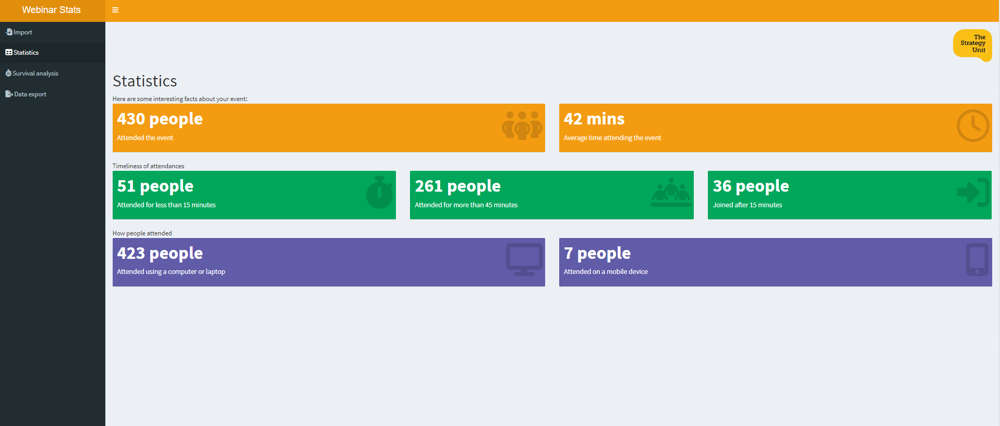 Webinar Stats
Import
Statistics
Survival analysis
Data export
The
Strategy
Unit
Statistics
Here are some interesting facts about your event:
430 people
Attended the event
42 mins
Average time attending the event
Timeliness of attendances
51 people
Attended for less than 15 minutes
261 people
Attended for more than 45 minutes
36 people
Joined after 15 minutes
How people attended
423 people
Attended using a computer or laptop
7 people
Attended on a mobile device